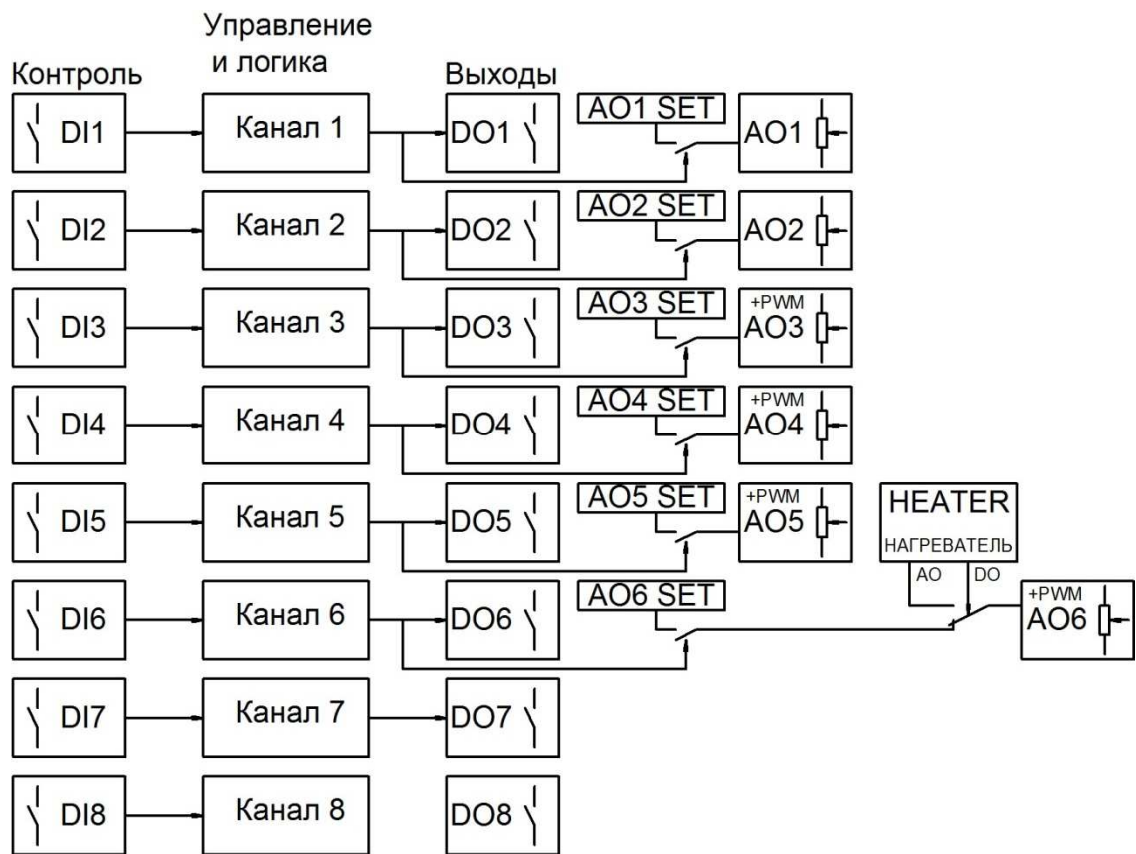 Управление
и логика
Контроль
Выходы
DI1
Канал 1
DO1
AO1 SET
AO1
DI2
Канал 2
DO2
AO2 SET
AO2
DI3
Канал 3
DO3
AO3 SET
+PWM
AO3
DI4
Канал 4
DO4
AO4 SET
+PWM
AO4
DI5
Канал 5
DO5
AO5 SET
+PWM
AO5
HEATER
НАГРЕВАТЕЛЬ
AO
DO
DI6
Канал 6
DO6
AO6 SET
+PWM
AO6
DI7
Канал 7
DO7
DI8
Канал 8
DO8